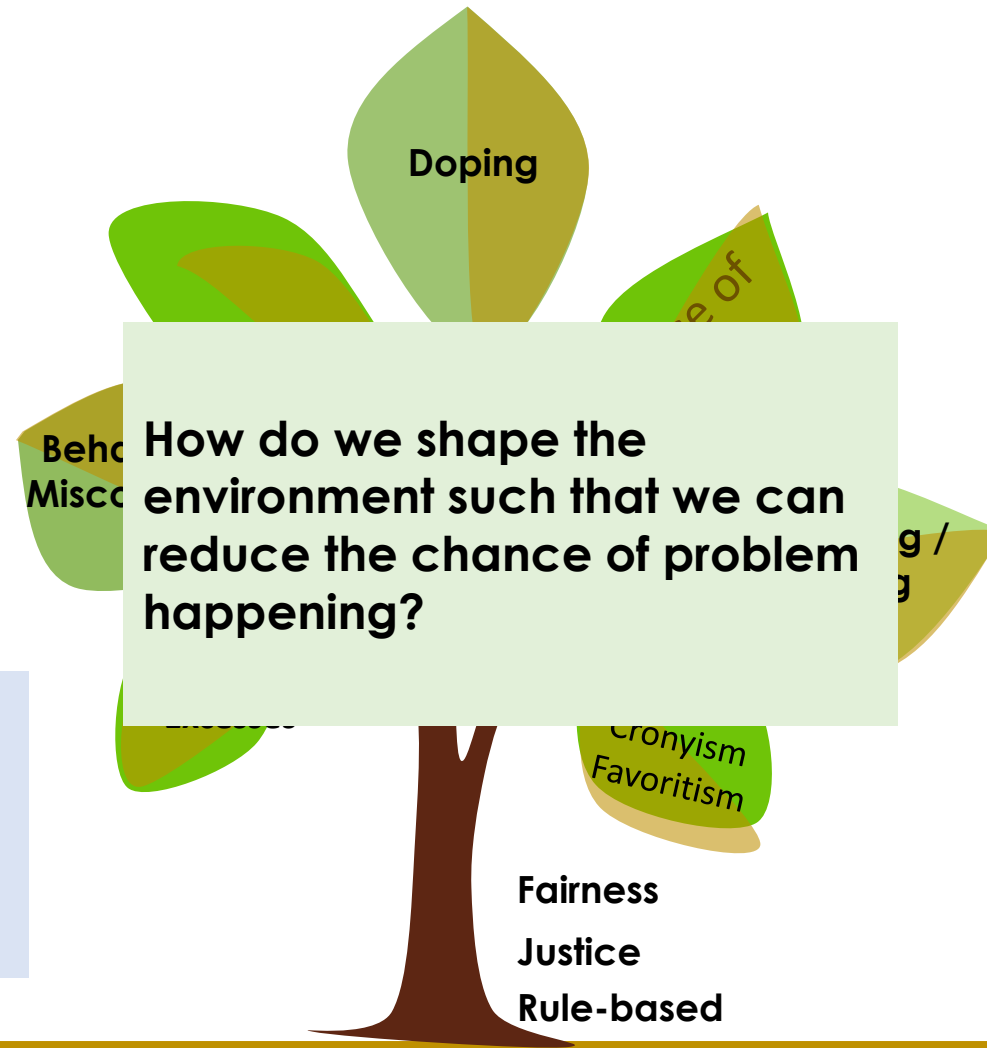 Doping
of
How do we shape the
environment such that we can
reduce the chance of problem
happening?
Cronyism
Favoritism
Fairness
Justice
Rule-based